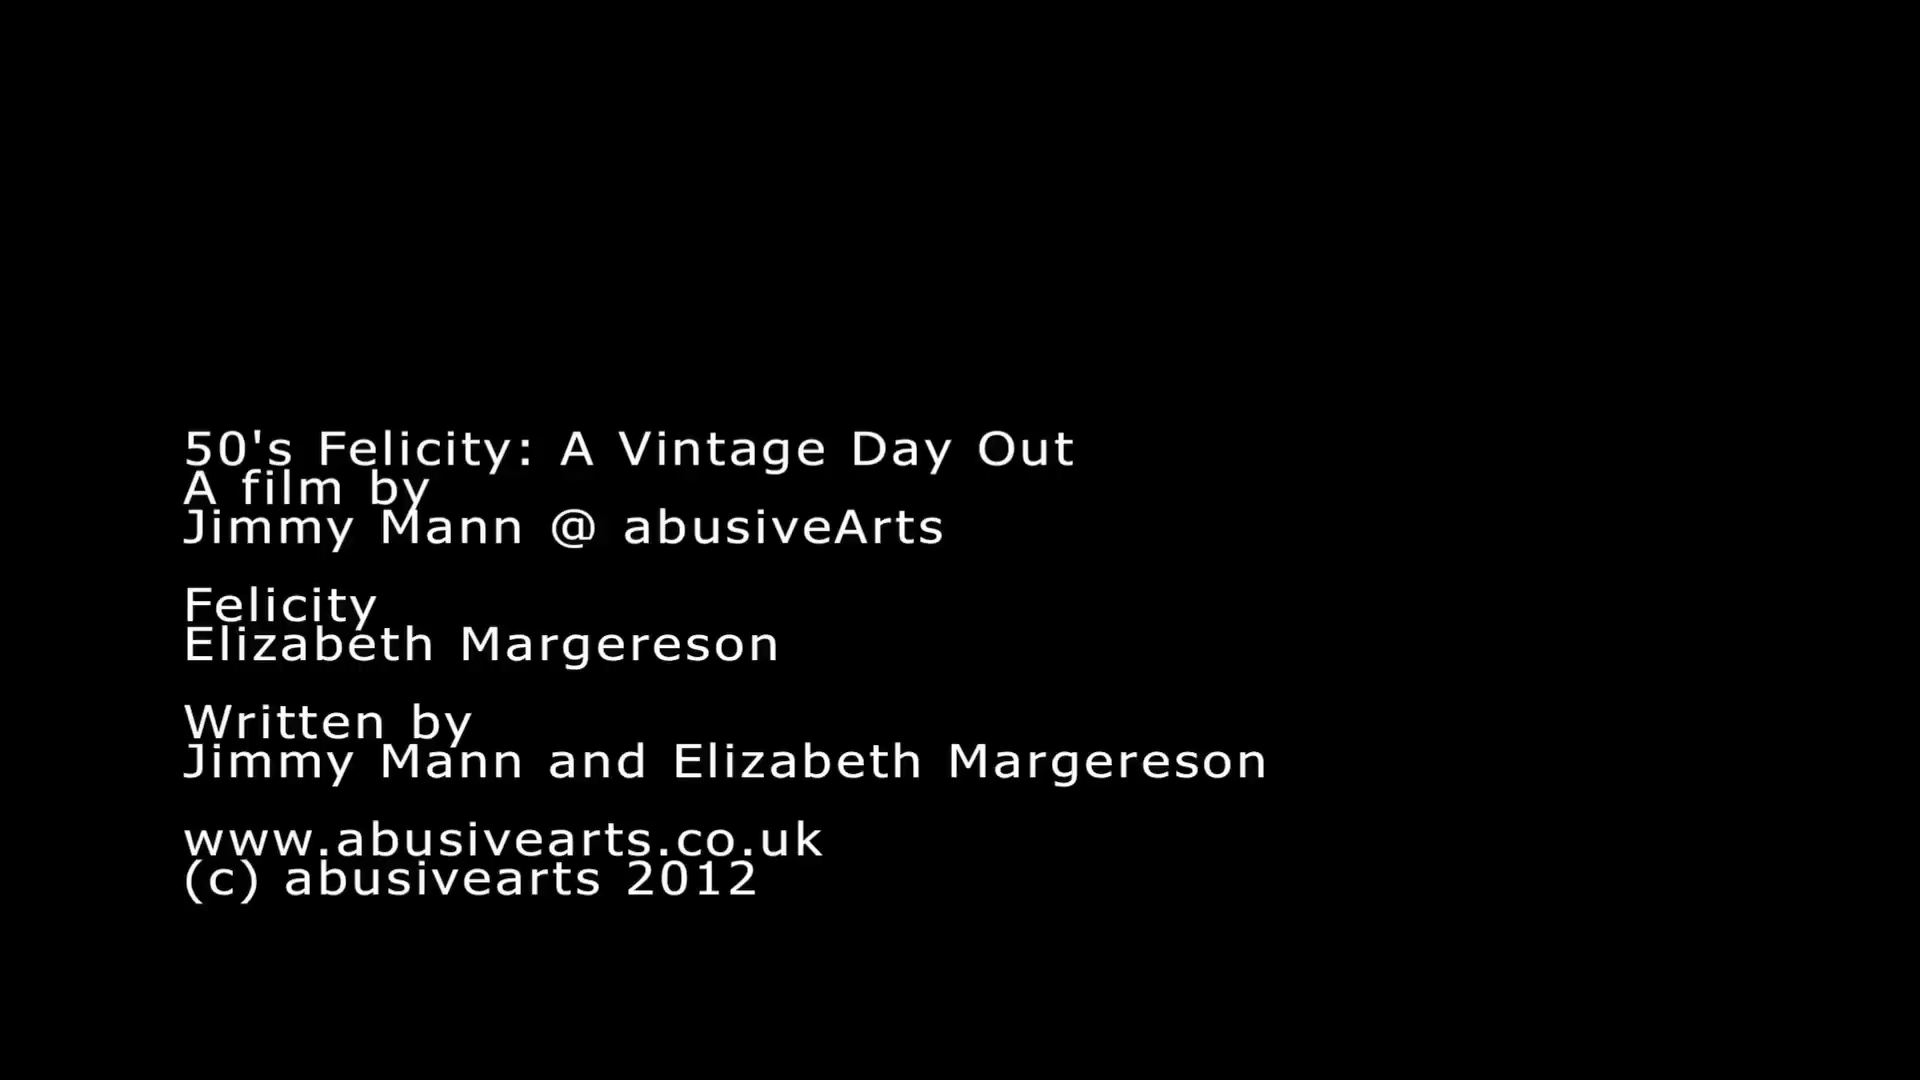 50's Felicity: A Vintage Day Out
A film by
Jimmy Mann @ abusiveArts
Felicity
Elizabeth Margereson
Written by
Jimmy Mann and Elizabeth Margereson
www.abusivearts.co.uk
(c) abusivearts 2012